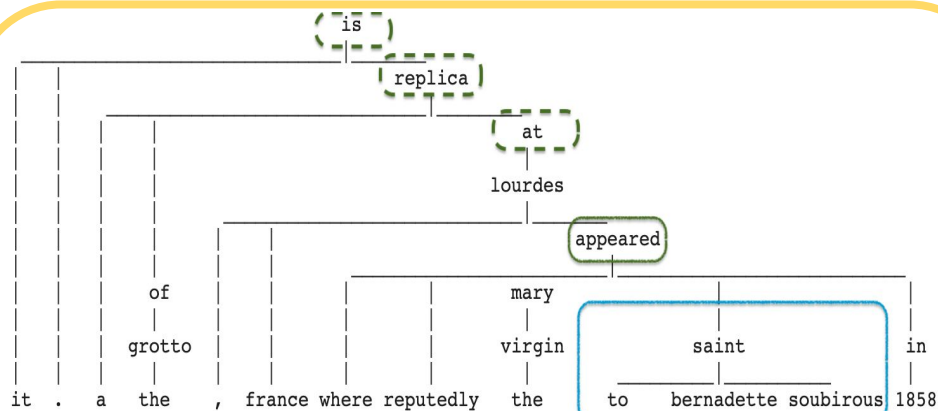 is
replica
at
lourdes
appeared
of mary
grotto virgin saint in
it . a the , france where reputedly the to bernadette soubirous 1858